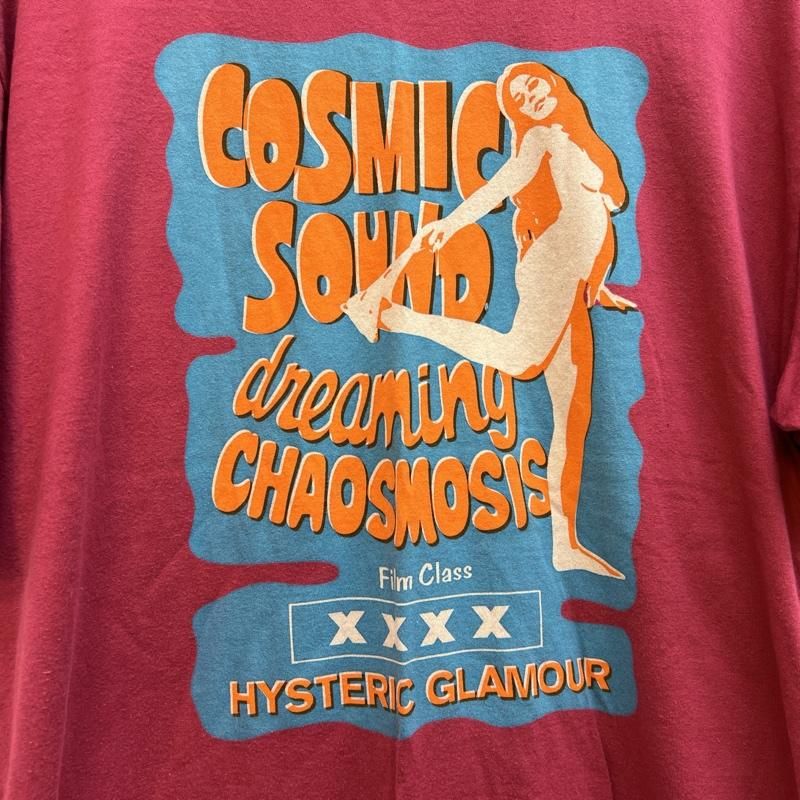 COSMIC
SOUND
dreaming
CHAOSMOSIS
Film Class
XXXX
HYSTERIC GLAMOUR